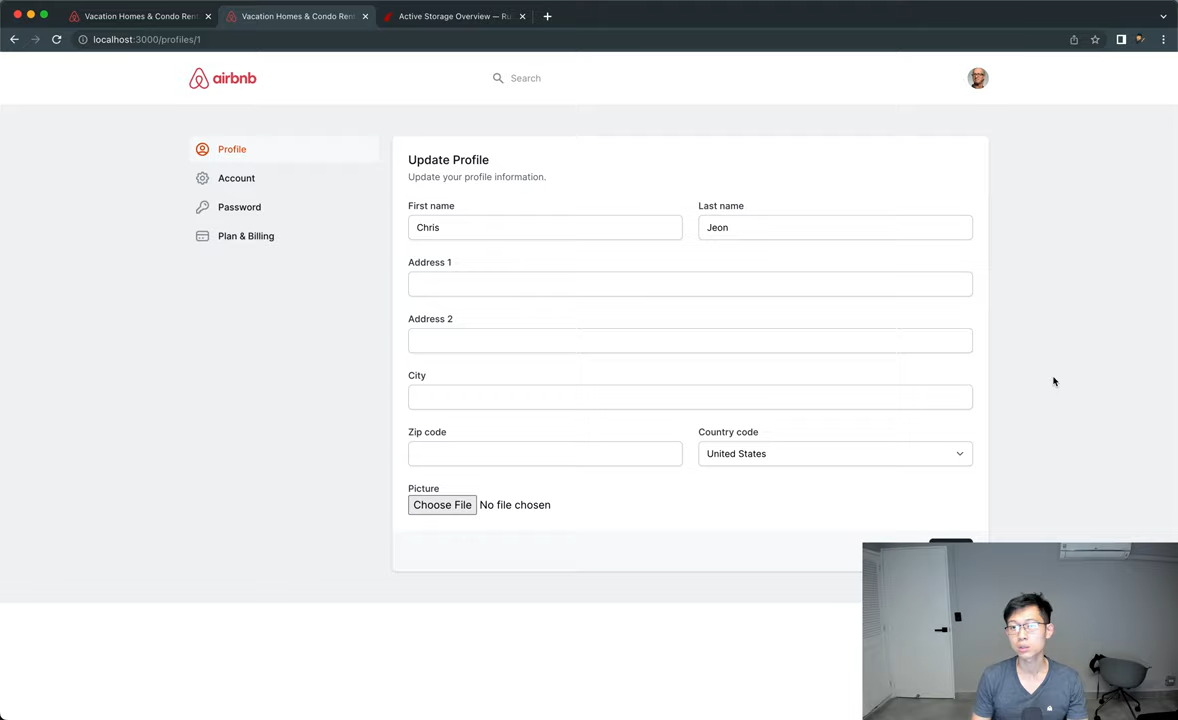 Vacation Homes & Condo Ren
Vacation Homes & Condo Ren
Active Storage Overview — Ru
localhost:3000/profiles/1
airbnb
Search
Profile
Account
Password
Plan & Billing
Update Profile
Update your profile information.
First name
Last name
Chris
Jeon
Address 1
Address 2
City
Zip code
Country code
United States
Picture
Choose File No file chosen